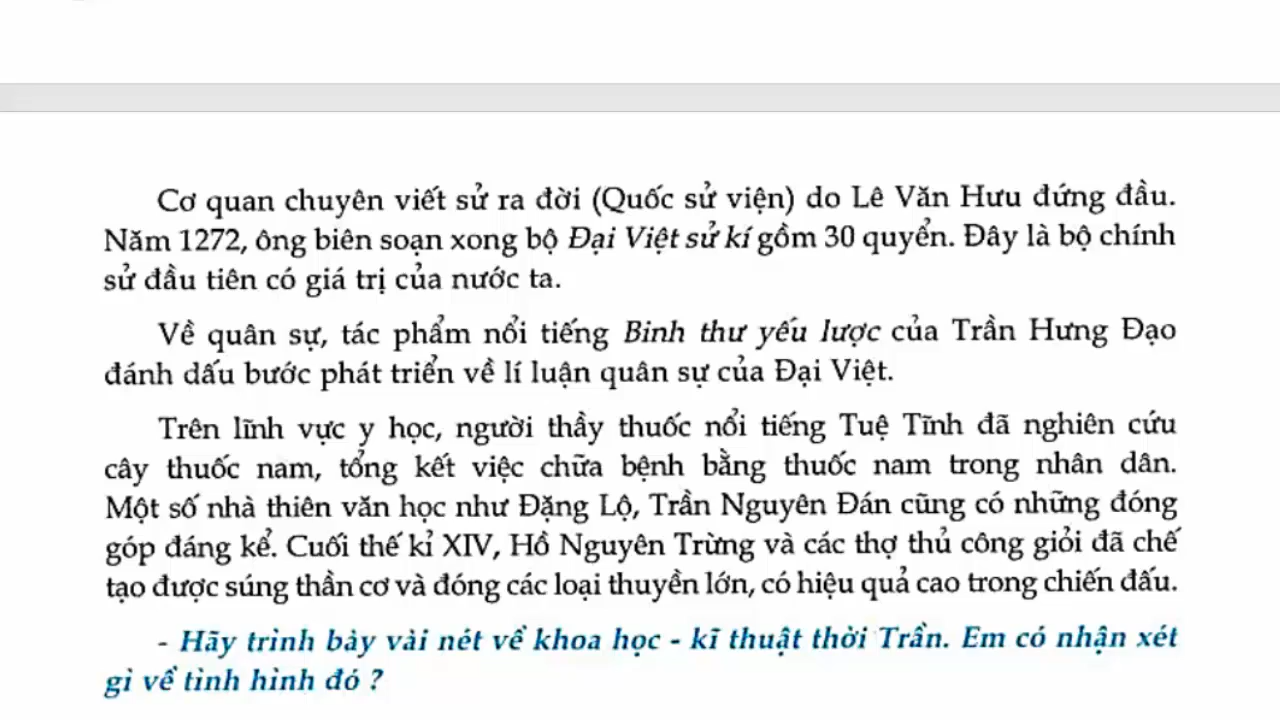 Cơ quan chuyên viết sử ra đời (Quốc sử viện) do Lê Văn Hưu đứng đầu.
Năm 1272, ông biên soạn xong bộ Đại Việt sử kí gồm 30 quyển. Đây là bộ chính
sử đầu tiên có giá trị của nước ta.
Về quân sự, tác phẩm nổi tiếng Binh thư yếu lược của Trần Hưng Đạo
đánh dấu bước phát triển về lí luận quân sự của Đại Việt.
Trên lĩnh vực y học, người thầy thuốc nổi tiếng Tuệ Tĩnh đã nghiên cứu
cây thuốc nam, tổng kết việc chữa bệnh bằng thuốc nam trong nhân dân.
Một số nhà thiên văn học như Đặng Lộ, Trần Nguyên Đán cũng có những đóng
góp đáng kể. Cuối thế kỉ XIV, Hồ Nguyên Trừng và các thợ thủ công giỏi đã chế
tạo được súng thần cơ và đóng các loại thuyền lớn, có hiệu quả cao trong chiến đấu.
- Hãy trình bày vài nét về khoa học - kĩ thuật thời Trần. Em có nhận xét
gì về tình hình đó ?